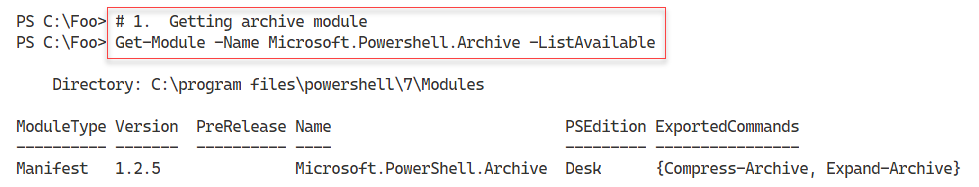 PS C:\Foo> # 1.  Getting archive module
PS C:\Foo> Get-Module -Name Microsoft.Powershell.Archive -ListAvailable
    Directory: C:\program files\powershell\7\Modules
ModuleType Version  PreRelease Name                                PSEdition ExportedCommands
---------- -------  ---------- ----                                --------- ----------------
Manifest   1.2.5               Microsoft.PowerShell.Archive        Desk      {Compress-Archive, Expand-Archive}